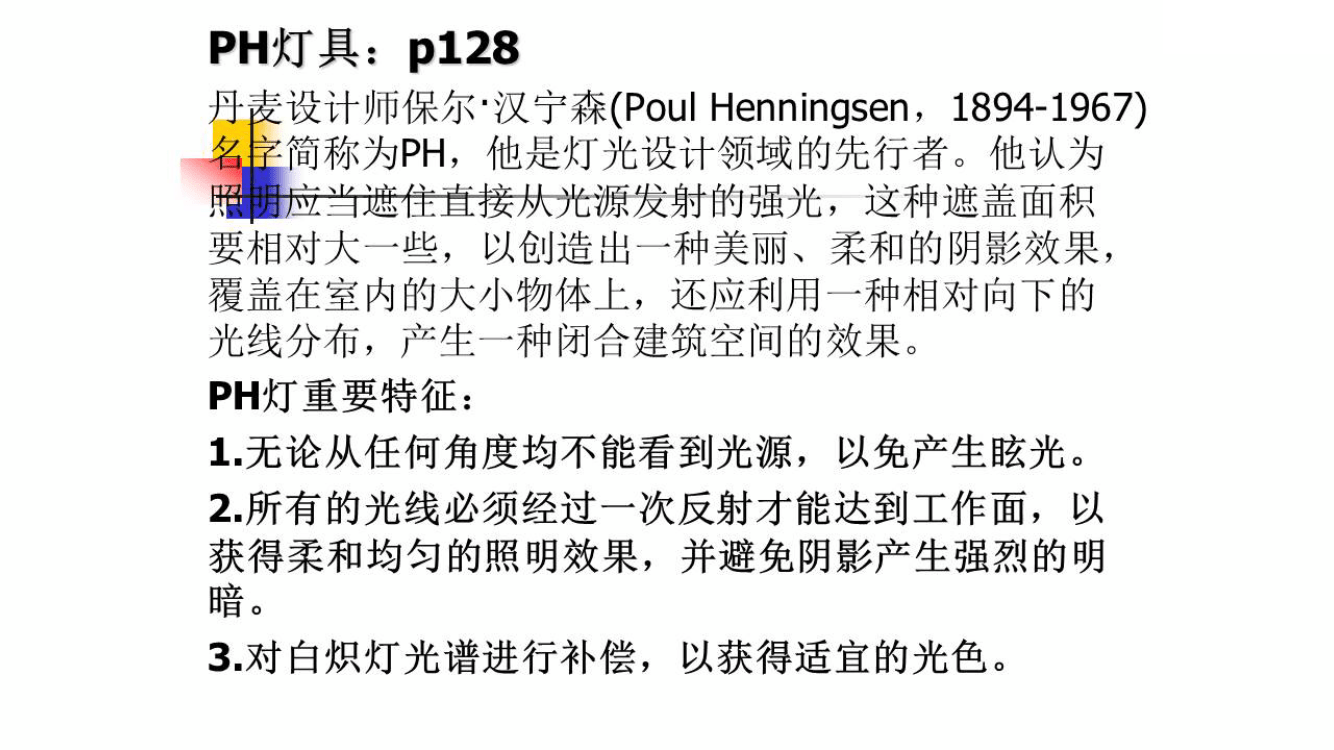 PH灯具：p128
丹麦设计师保尔·汉宁森(Poul Henningsen，1894-1967)
名字简称为PH，他是灯光设计领域的先行者。他认为
照明应当遮住直接从光源发射的强光，这种遮盖面积
要相对大一些，以创造出一种美丽、柔和的阴影效果，
覆盖在室内的大小物体上，还应利用一种相对向下的
光线分布，产生一种闭合建筑空间的效果。
PH灯重要特征：
1.无论从任何角度均不能看到光源，以免产生眩光。
2.所有的光线必须经过一次反射才能达到工作面，以
获得柔和均匀的照明效果，并避免阴影产生强烈的明
暗。
3.对白炽灯光谱进行补偿，以获得适宜的光色。